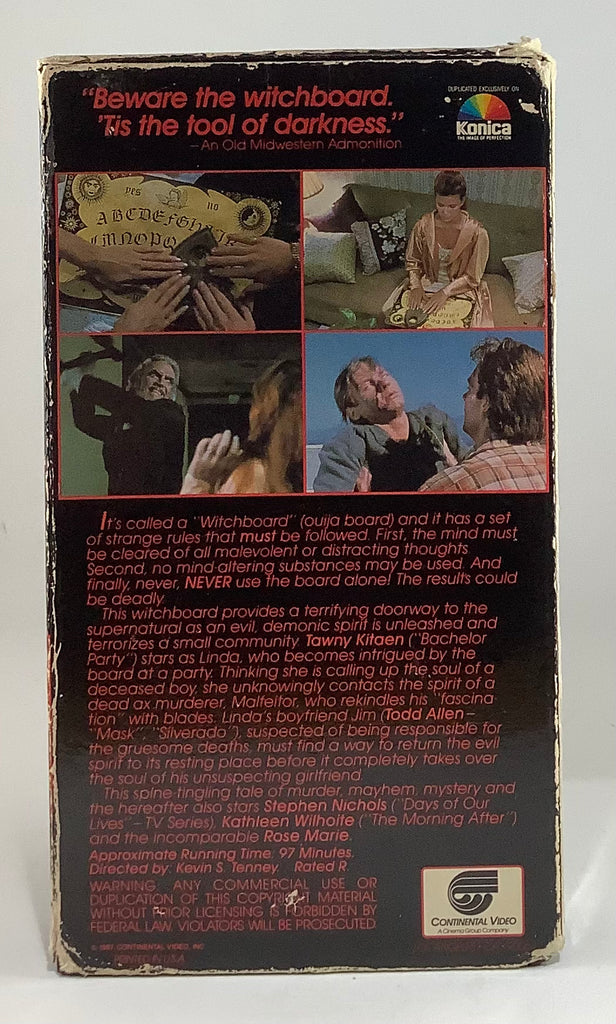 "Beware the witchboard.
'Tis the tool of darkness."
—An Old Midwestern Admonition
DUPLICATED EXCLUSIVELY ON
Konica
THE IMAGE OF PERFECTION
yes no
ABCDEFGHIJK
LMNOPQ
It's called a "Witchboard" (ouija board) and it has a set
of strange rules that must be followed. First, the mind must
be cleared of all malevolent or distracting thoughts
Second, no mind-altering substances may be used. And
finally, never, NEVER use the board alone! The results could
be deadly.
This witchboard provides a terrifying doorway to the
supernatural as an evil, demonic spirit is unleashed and
terrorizes a small community. Tawny Kitaen ("Bachelor
Party") stars as Linda, who becomes intrigued by the
board at a party. Thinking she is calling up the soul of a
deceased boy, she unknowingly contacts the spirit of a
dead ax murderer, Malfeitor, who rekindles his "fascina
tion" with blades. Linda's boyfriend Jim (Todd Allen—
"Mask", "Silverado"), suspected of being responsible for
the gruesome deaths, must find a way to return the evil
spirit to its resting place before it completely takes over
the soul of his unsuspecting girlfriend.
This spine-tingling tale of murder, mayhem, mystery and
the hereafter also stars Stephen Nichols ("Days of Our
Lives"—TV Series), Kathleen Wilhoite ("The Morning After")
and the incomparable Rose Marie.
Approximate Running Time: 97 Minutes.
Directed by: Kevin S. Tenney Rated R
WARNING: ANY COMMERCIAL USE OR
DUPLICATION OF THIS COPYRIGHT MATERIAL
WITHOUT PRIOR LICENSING IS FORBIDDEN BY
FEDERAL LAW. VIOLATORS WILL BE PROSECUTED.
© 1987 CONTINENTAL VIDEO, INC
PRINTED IN U.S.A.
CONTINENTAL VIDEO
A Cinema Group Company